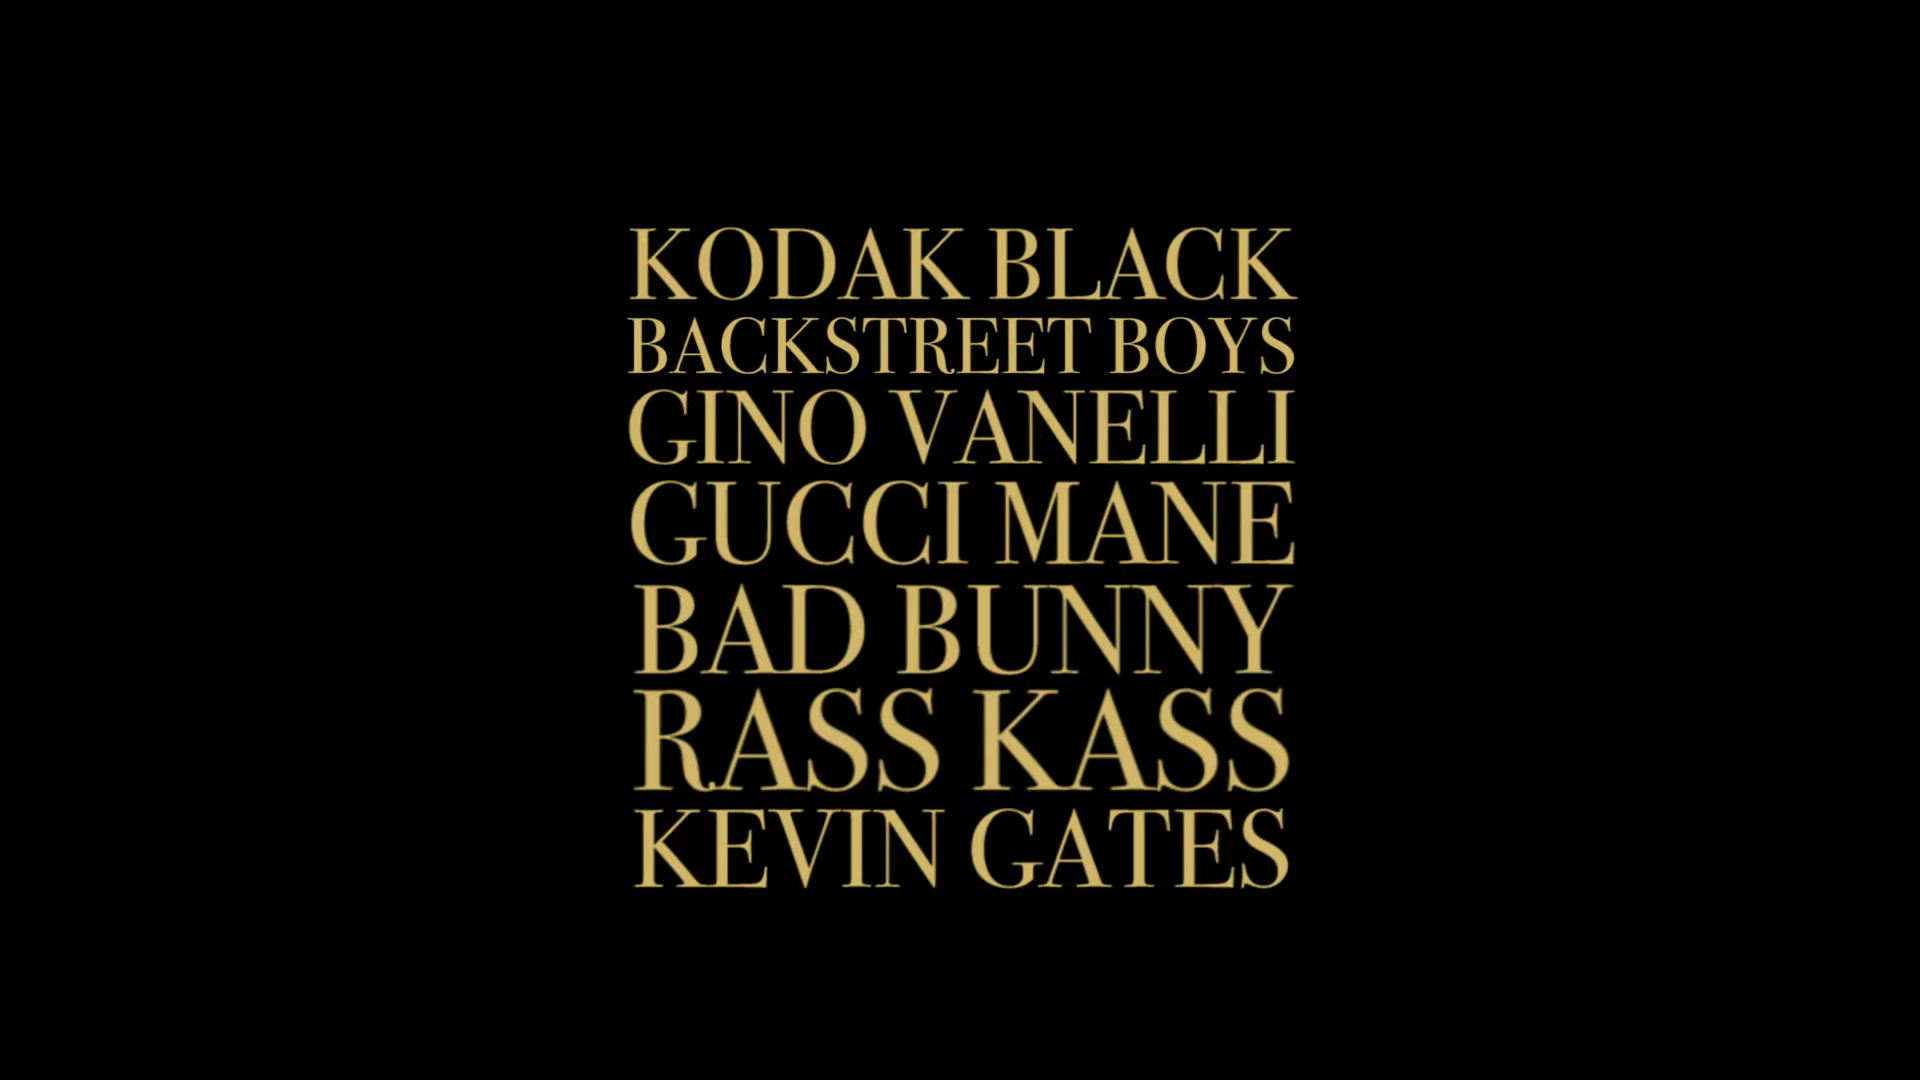 KODAK BLACK
BACKSTREET BOYS
GINO VANELLI
GUCCI MANE
BAD BUNNY
RASS KASS
KEVIN GATES